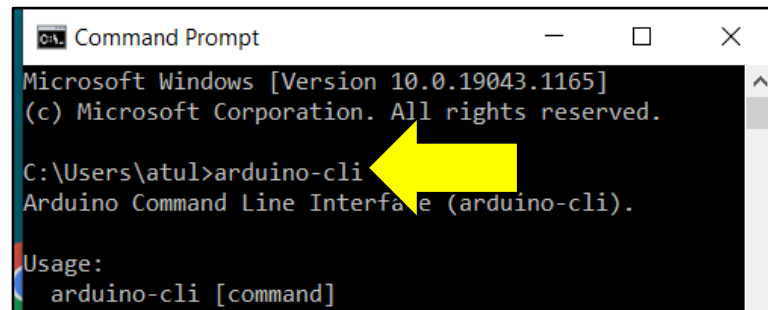 Command Prompt
Microsoft Windows [Version 10.0.19043.1165]
(c) Microsoft Corporation. All rights reserved.
C:\Users\atul>arduino-cli
Arduino Command Line Interface (arduino-cli).
Usage:
arduino-cli [command]